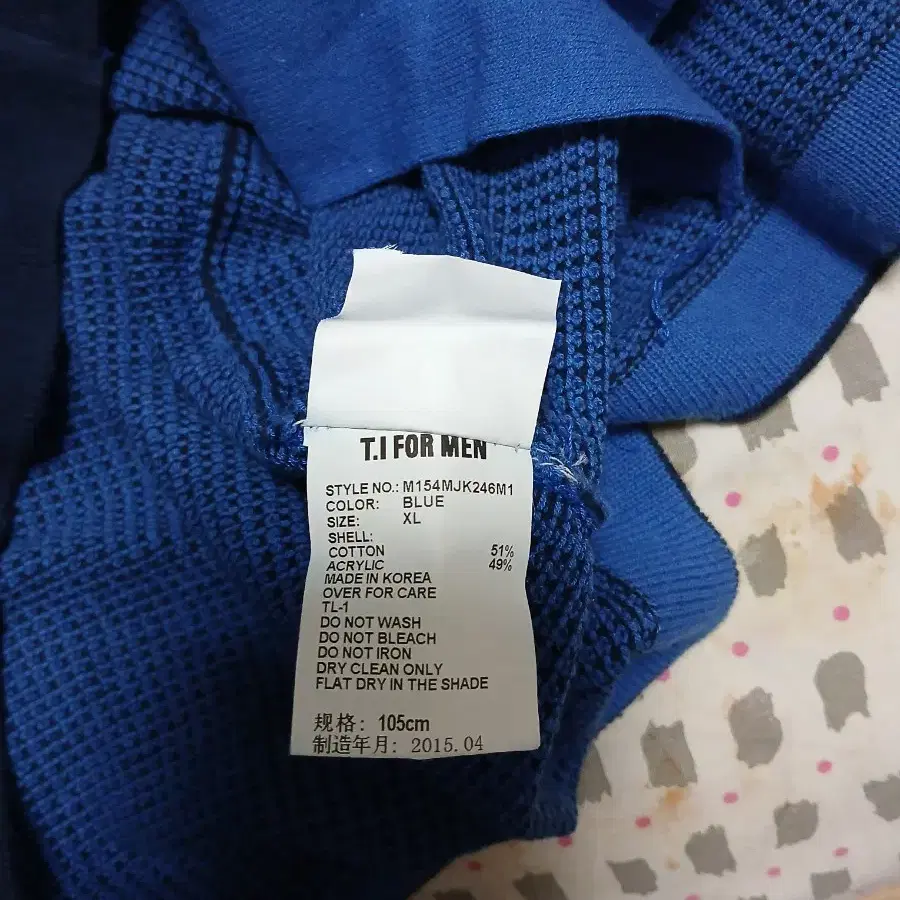 T.I FOR MEN
STYLE NO.: M154MJK246M1
COLOR: BLUE
SIZE: XL
SHELL:
COTTON 51%
ACRYLIC 49%
MADE IN KOREA
OVER FOR CARE
TL-1
DO NOT WASH
DO NOT BLEACH
DO NOT IRON
DRY CLEAN ONLY
FLAT DRY IN THE SHADE
规格: 105cm
制造年月: 2015.04